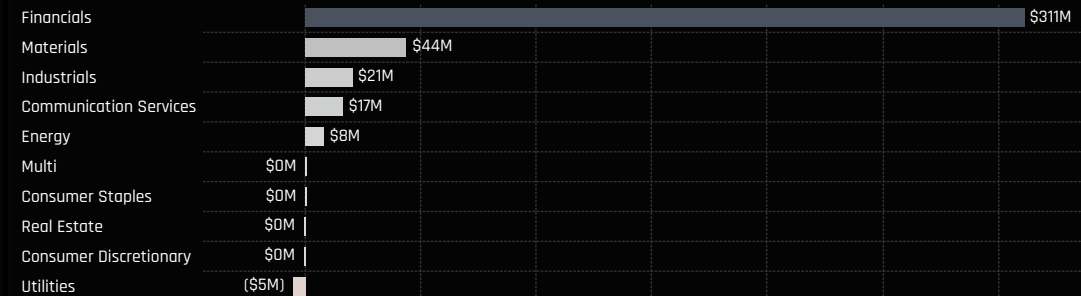 Financials $311M
Materials $44M
Industrials $21M
Communication Services $17M
Energy $8M
Multi $0M
Consumer Staples $0M
Real Estate $0M
Consumer Discretionary $0M
Utilities ($5M)